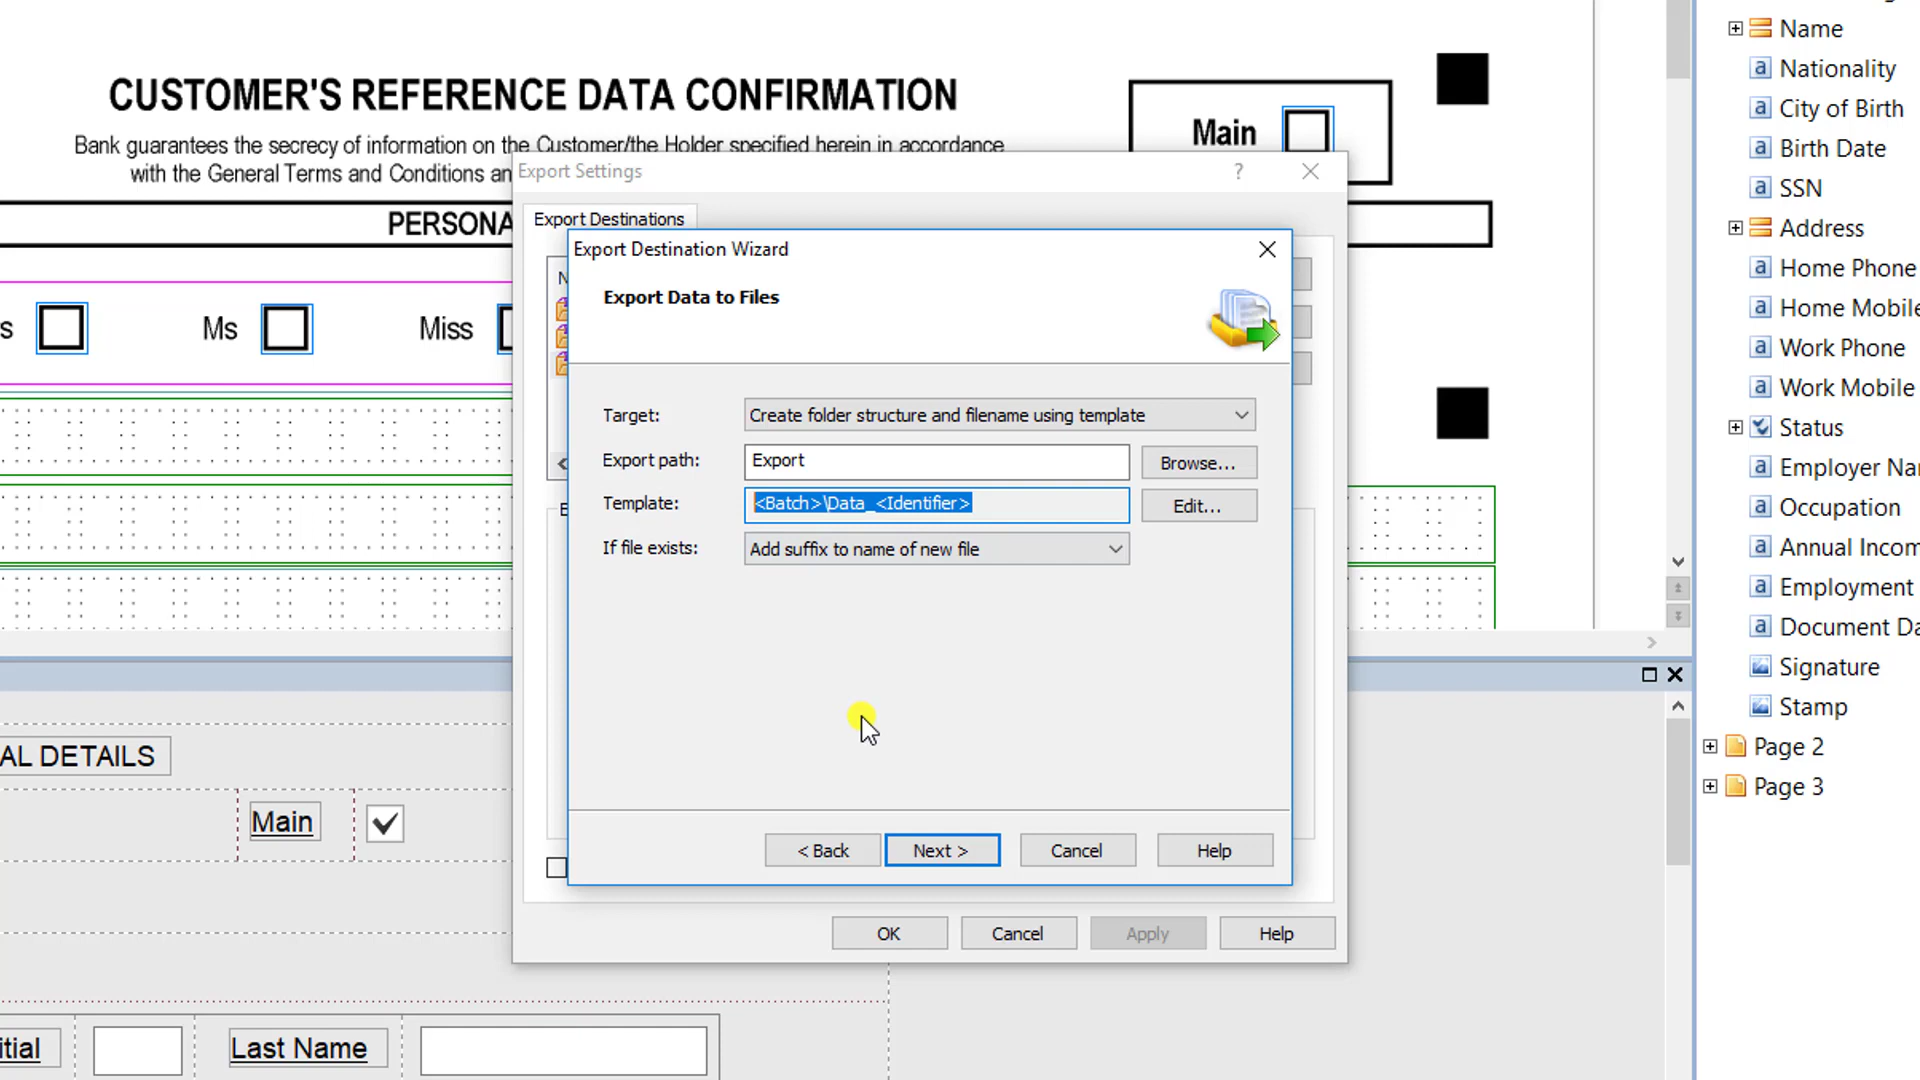 CUSTOMER'S REFERENCE DATA CONFIRMATION
Main
Bank guarantees the secrecy of information on the Customer/the Holder specified herein in accordance
with the General Terms and Conditions an
PERSONA
s
Ms
Miss
Export Settings
?
Export Destinations
Export Destination Wizard
Export Data to Files
Target:
Create folder structure and filename using template
Export path:
Export
Browse...
Template:
<Batch>\Data_<Identifier>
Edit...
If file exists:
Add suffix to name of new file
< Back
Next >
Cancel
Help
OK
Cancel
Apply
Help
AL DETAILS
Main
itial
Last Name
Name
Nationality
City of Birth
Birth Date
SSN
Address
Home Phone
Home Mobile
Work Phone
Work Mobile
Status
Employer Na
Occupation
Annual Incom
Employment
Document Da
Signature
Stamp
Page 2
Page 3